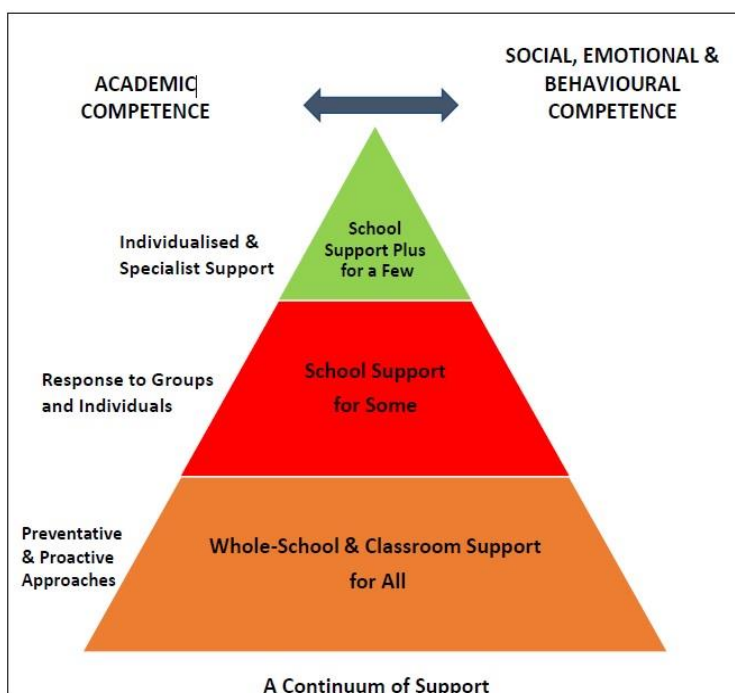 ACADEMIC
COMPETENCE
SOCIAL, EMOTIONAL &
BEHAVIOURAL
COMPETENCE
Individualised &
Specialist Support
School
Support Plus
for a Few
Response to Groups
and Individuals
School Support
for Some
Preventative
& Proactive
Approaches
Whole-School & Classroom Support
for All
A Continuum of Support